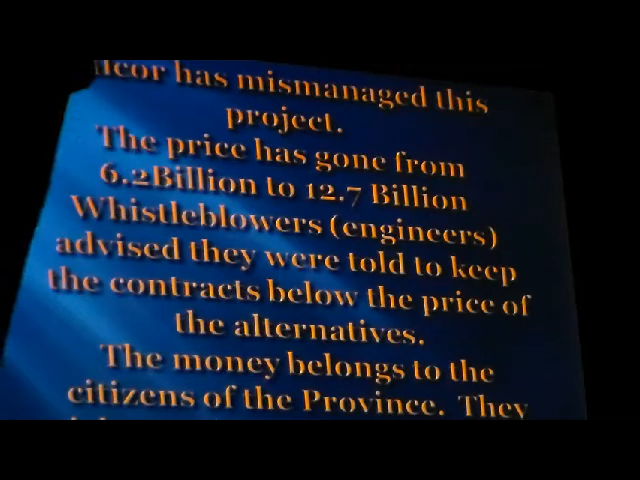 has mismanaged this
project.
The price has gone from
6.2Billion to 12.7 Billion
Whistleblowers (engineers)
advised they were told to keep
the contracts below the price of
the alternatives.
The money belongs to the
citizens of the Province. They